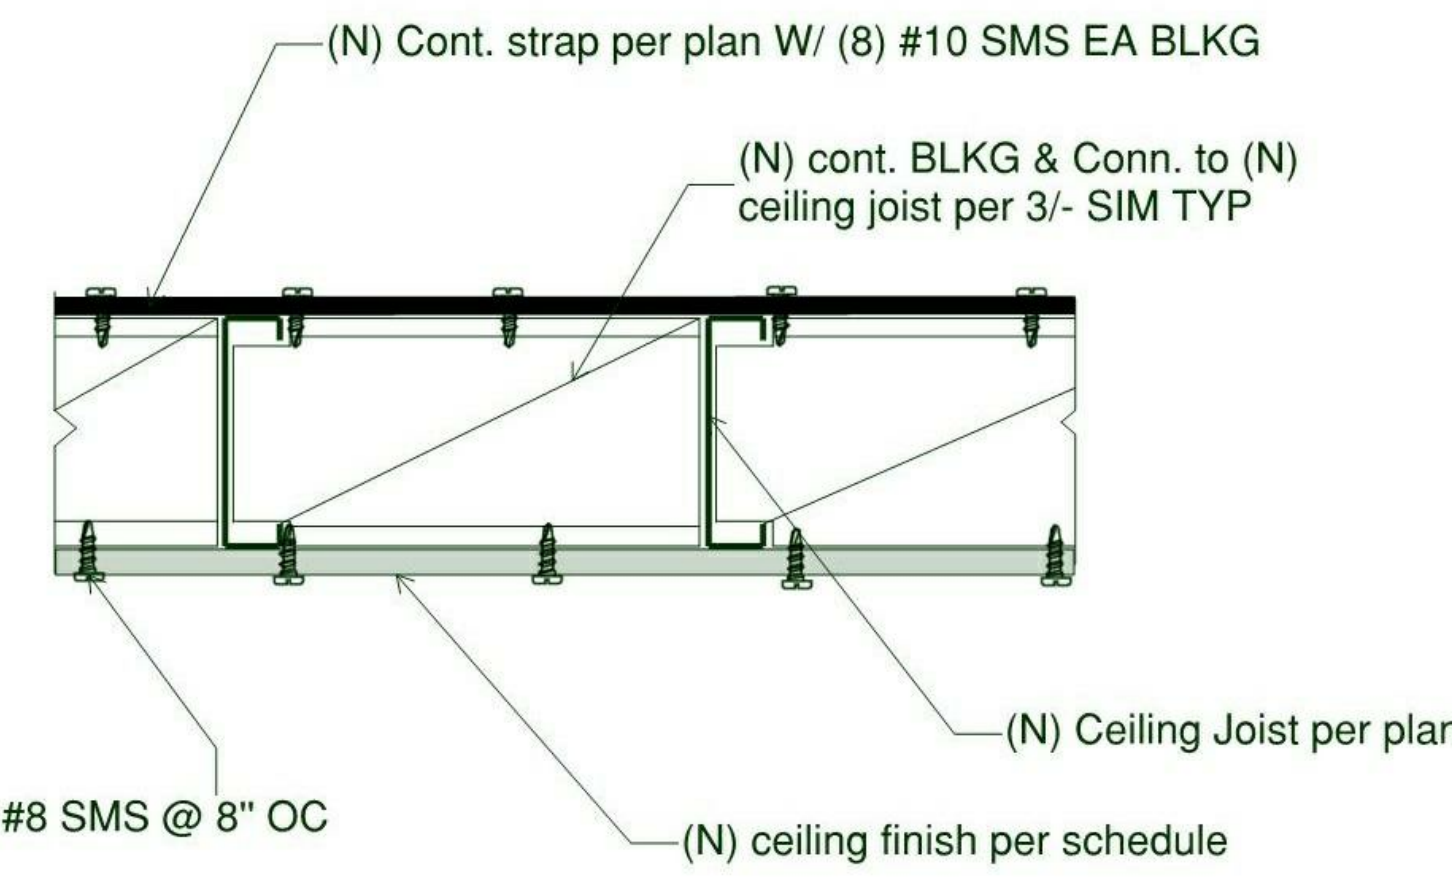 (N) Cont. strap per plan W/ (8) #10 SMS EA BLKG
(N) cont. BLKG & Conn. to (N)
ceiling joist per 3/- SIM TYP
(N) Ceiling Joist per plan
#8 SMS @ 8" OC
(N) ceiling finish per schedule